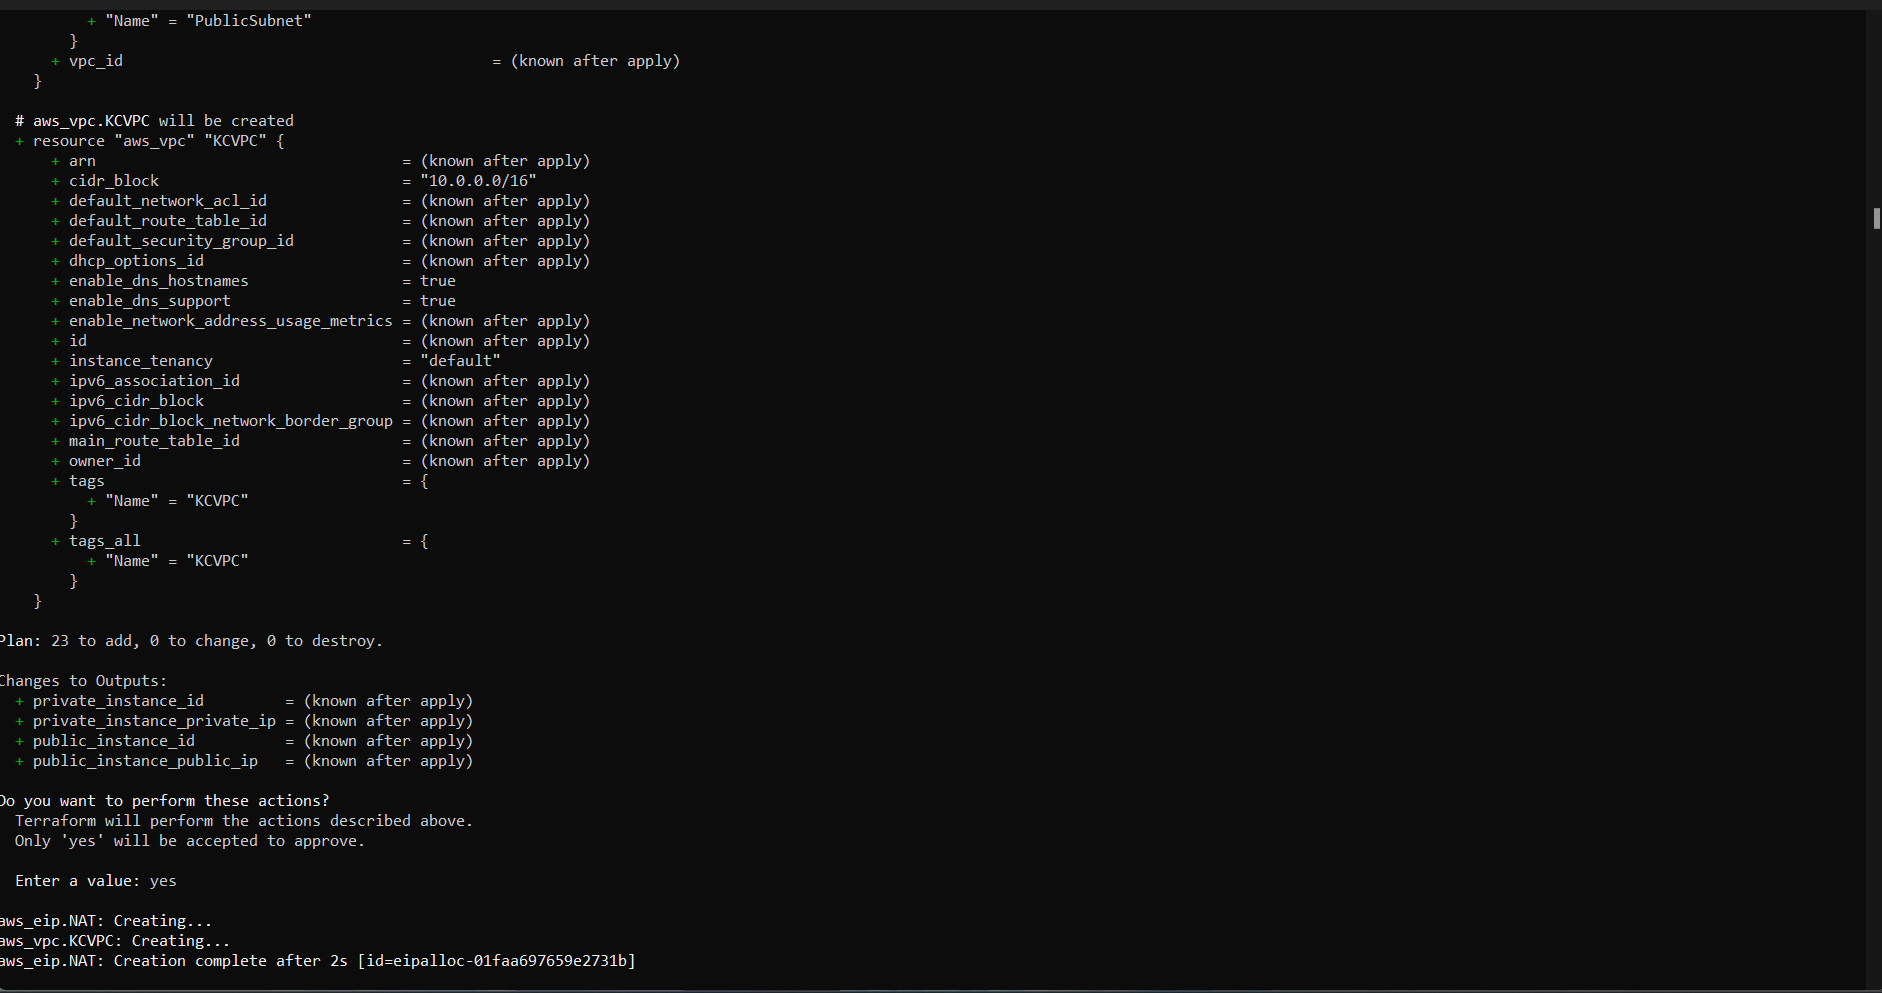 + "Name" = "PublicSubnet"
}
+ vpc_id = (known after apply)
}
# aws_vpc.KCVPC will be created
+ resource "aws_vpc" "KCVPC" {
+ arn = (known after apply)
+ cidr_block = "10.0.0.0/16"
+ default_network_acl_id = (known after apply)
+ default_route_table_id = (known after apply)
+ default_security_group_id = (known after apply)
+ dhcp_options_id = (known after apply)
+ enable_dns_hostnames = true
+ enable_dns_support = true
+ enable_network_address_usage_metrics = (known after apply)
+ id = (known after apply)
+ instance_tenancy = "default"
+ ipv6_association_id = (known after apply)
+ ipv6_cidr_block = (known after apply)
+ ipv6_cidr_block_network_border_group = (known after apply)
+ main_route_table_id = (known after apply)
+ owner_id = (known after apply)
+ tags = {
+ "Name" = "KCVPC"
}
+ tags_all = {
+ "Name" = "KCVPC"
}
}
Plan: 23 to add, 0 to change, 0 to destroy.
Changes to Outputs:
+ private_instance_id = (known after apply)
+ private_instance_private_ip = (known after apply)
+ public_instance_id = (known after apply)
+ public_instance_public_ip = (known after apply)
Do you want to perform these actions?
Terraform will perform the actions described above.
Only 'yes' will be accepted to approve.
Enter a value: yes
aws_eip.NAT: Creating...
aws_vpc.KCVPC: Creating...
aws_eip.NAT: Creation complete after 2s [id=eipalloc-01faa697659e2731b]